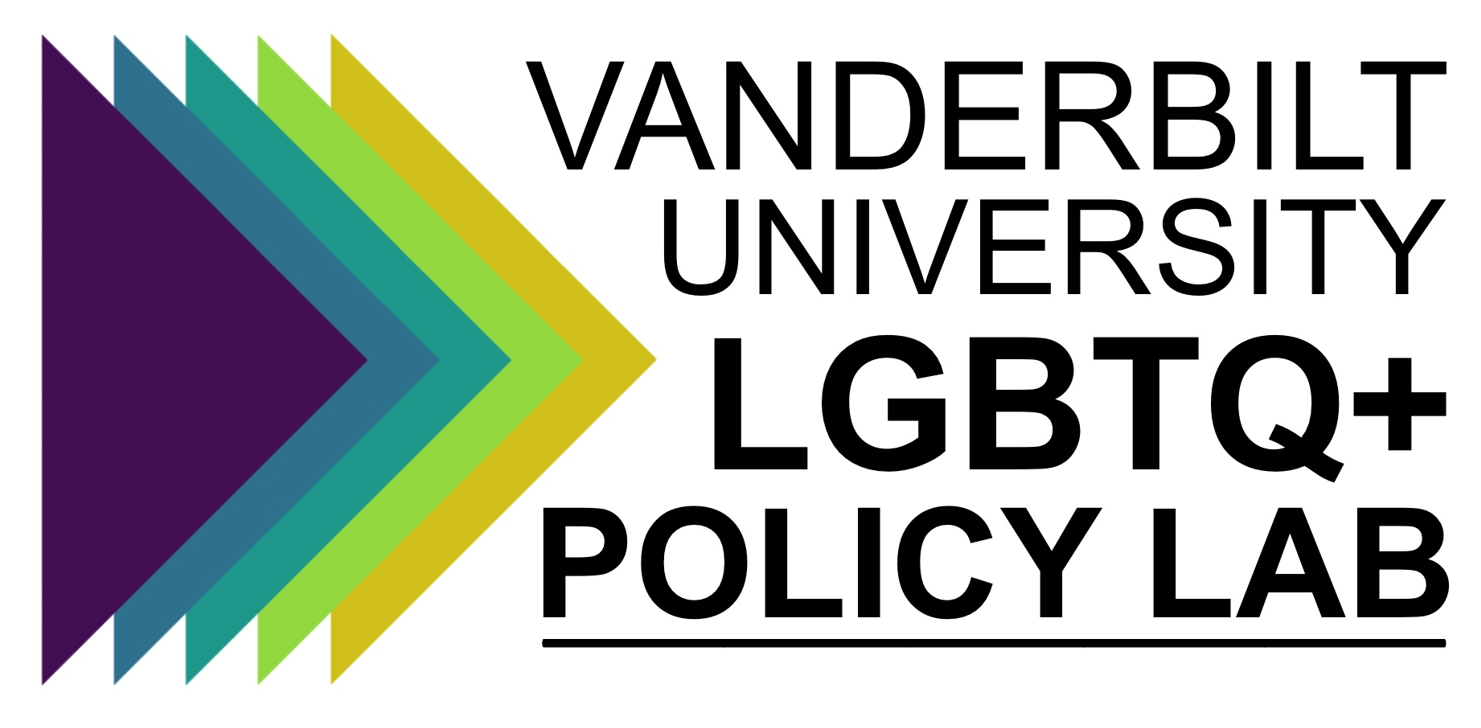 VANDERBILT
UNIVERSITY
LGBTQ+
POLICY LAB